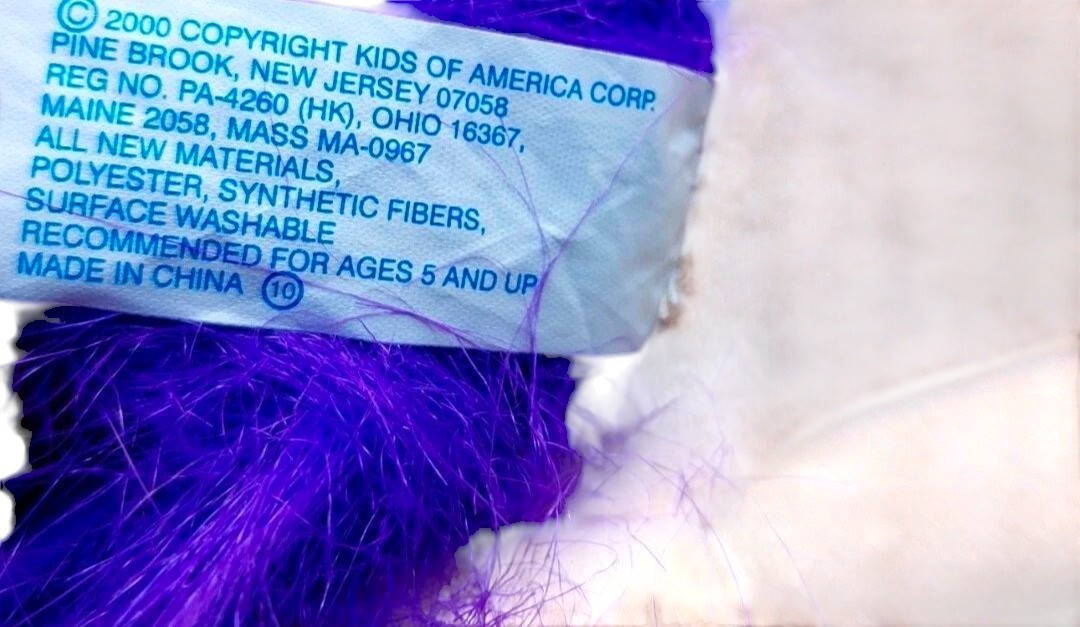 © 2000 COPYRIGHT KIDS OF AMERICA CORP.
PINE BROOK, NEW JERSEY 07058
REG NO. PA-4260 (HK), OHIO 16367,
MAINE 2058, MASS MA-0967
ALL NEW MATERIALS,
POLYESTER, SYNTHETIC FIBERS,
SURFACE WASHABLE
RECOMMENDED FOR AGES 5 AND UP
MADE IN CHINA 10